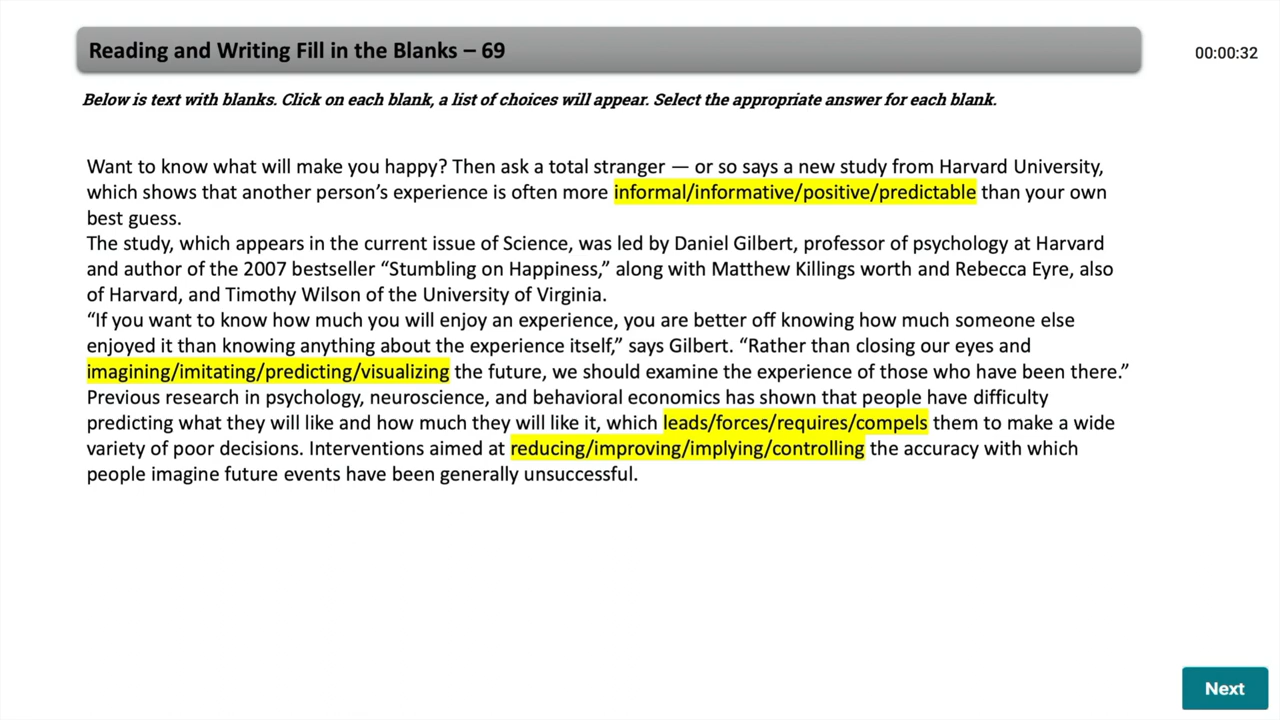 Reading and Writing Fill in the Blanks – 69
00:00:32
Below is text with blanks. Click on each blank, a list of choices will appear. Select the appropriate answer for each blank.
Want to know what will make you happy? Then ask a total stranger — or so says a new study from Harvard University,
which shows that another person’s experience is often more informal/informative/positive/predictable than your own
best guess.
The study, which appears in the current issue of Science, was led by Daniel Gilbert, professor of psychology at Harvard
and author of the 2007 bestseller “Stumbling on Happiness,” along with Matthew Killings worth and Rebecca Eyre, also
of Harvard, and Timothy Wilson of the University of Virginia.
“If you want to know how much you will enjoy an experience, you are better off knowing how much someone else
enjoyed it than knowing anything about the experience itself,” says Gilbert. “Rather than closing our eyes and
imagining/imitating/predicting/visualizing the future, we should examine the experience of those who have been there.”
Previous research in psychology, neuroscience, and behavioral economics has shown that people have difficulty
predicting what they will like and how much they will like it, which leads/forces/requires/compels them to make a wide
variety of poor decisions. Interventions aimed at reducing/improving/implying/controlling the accuracy with which
people imagine future events have been generally unsuccessful.
Next